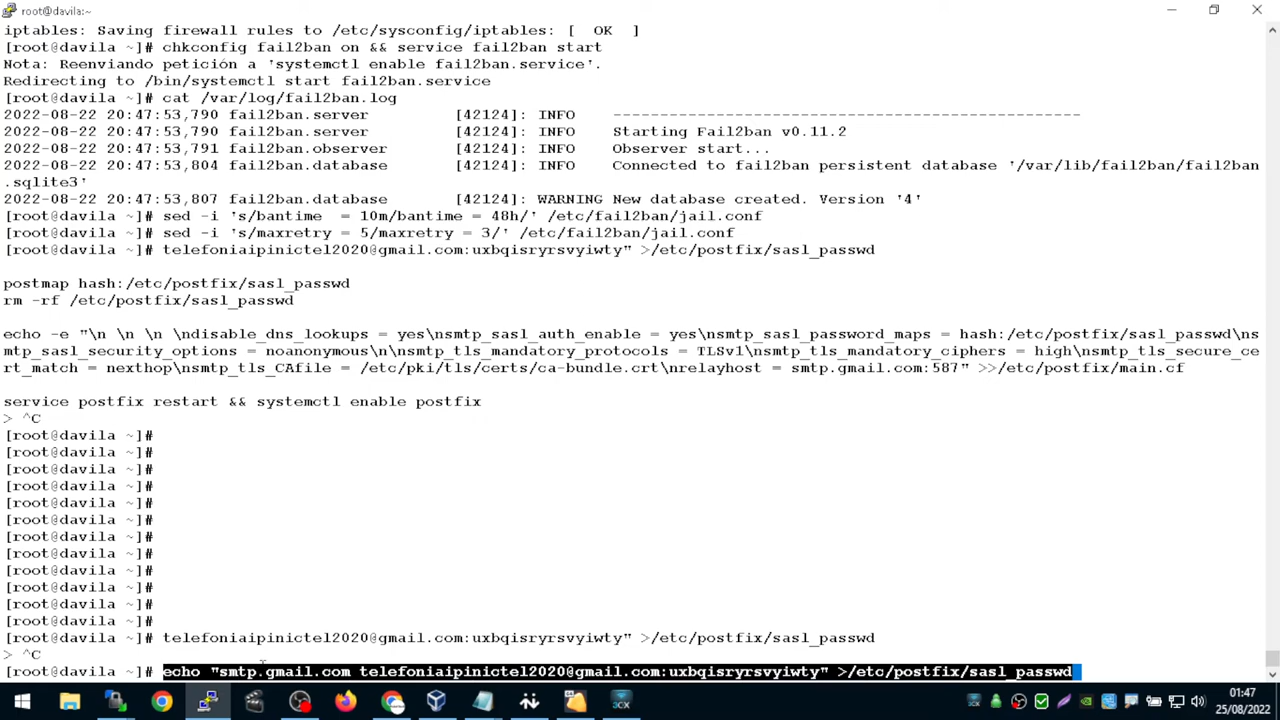 root@davila:~
iptables: Saving firewall rules to /etc/sysconfig/iptables: [  OK  ]
[root@davila ~]# chkconfig fail2ban on && service fail2ban start
Nota: Reenviando petición a 'systemctl enable fail2ban.service'.
Redirecting to /bin/systemctl start fail2ban.service
[root@davila ~]# cat /var/log/fail2ban.log
2022-08-22 20:47:53,790 fail2ban.server         [42124]: INFO    --------------------------------------------------
2022-08-22 20:47:53,790 fail2ban.server         [42124]: INFO    Starting Fail2ban v0.11.2
2022-08-22 20:47:53,791 fail2ban.observer       [42124]: INFO    Observer start...
2022-08-22 20:47:53,804 fail2ban.database       [42124]: INFO    Connected to fail2ban persistent database '/var/lib/fail2ban/fail2ban
.sqlite3'
2022-08-22 20:47:53,807 fail2ban.database       [42124]: WARNING New database created. Version '4'
[root@davila ~]# sed -i 's/bantime  = 10m/bantime = 48h/' /etc/fail2ban/jail.conf
[root@davila ~]# sed -i 's/maxretry = 5/maxretry = 3/' /etc/fail2ban/jail.conf
[root@davila ~]# telefoniaipinictel2020@gmail.com:uxbqisryrsvyiwty" >/etc/postfix/sasl_passwd
postmap hash:/etc/postfix/sasl_passwd
rm -rf /etc/postfix/sasl_passwd
echo -e "\n \n \n \ndisable_dns_lookups = yes\nsmtp_sasl_auth_enable = yes\nsmtp_sasl_password_maps = hash:/etc/postfix/sasl_passwd\ns
mtp_sasl_security_options = noanonymous\n\nsmtp_tls_mandatory_protocols = TLSv1\nsmtp_tls_mandatory_ciphers = high\nsmtp_tls_secure_ce
rt_match = nexthop\nsmtp_tls_CAfile = /etc/pki/tls/certs/ca-bundle.crt\nrelayhost = smtp.gmail.com:587" >>/etc/postfix/main.cf
service postfix restart && systemctl enable postfix
> ^C
[root@davila ~]#
[root@davila ~]#
[root@davila ~]#
[root@davila ~]#
[root@davila ~]#
[root@davila ~]#
[root@davila ~]#
[root@davila ~]#
[root@davila ~]#
[root@davila ~]#
[root@davila ~]#
[root@davila ~]#
[root@davila ~]# telefoniaipinictel2020@gmail.com:uxbqisryrsvyiwty" >/etc/postfix/sasl_passwd
> ^C
[root@davila ~]# echo "smtp.gmail.com telefoniaipinictel2020@gmail.com:uxbqisryrsvyiwty" >/etc/postfix/sasl_passwd
3CX
01:47
25/08/2022